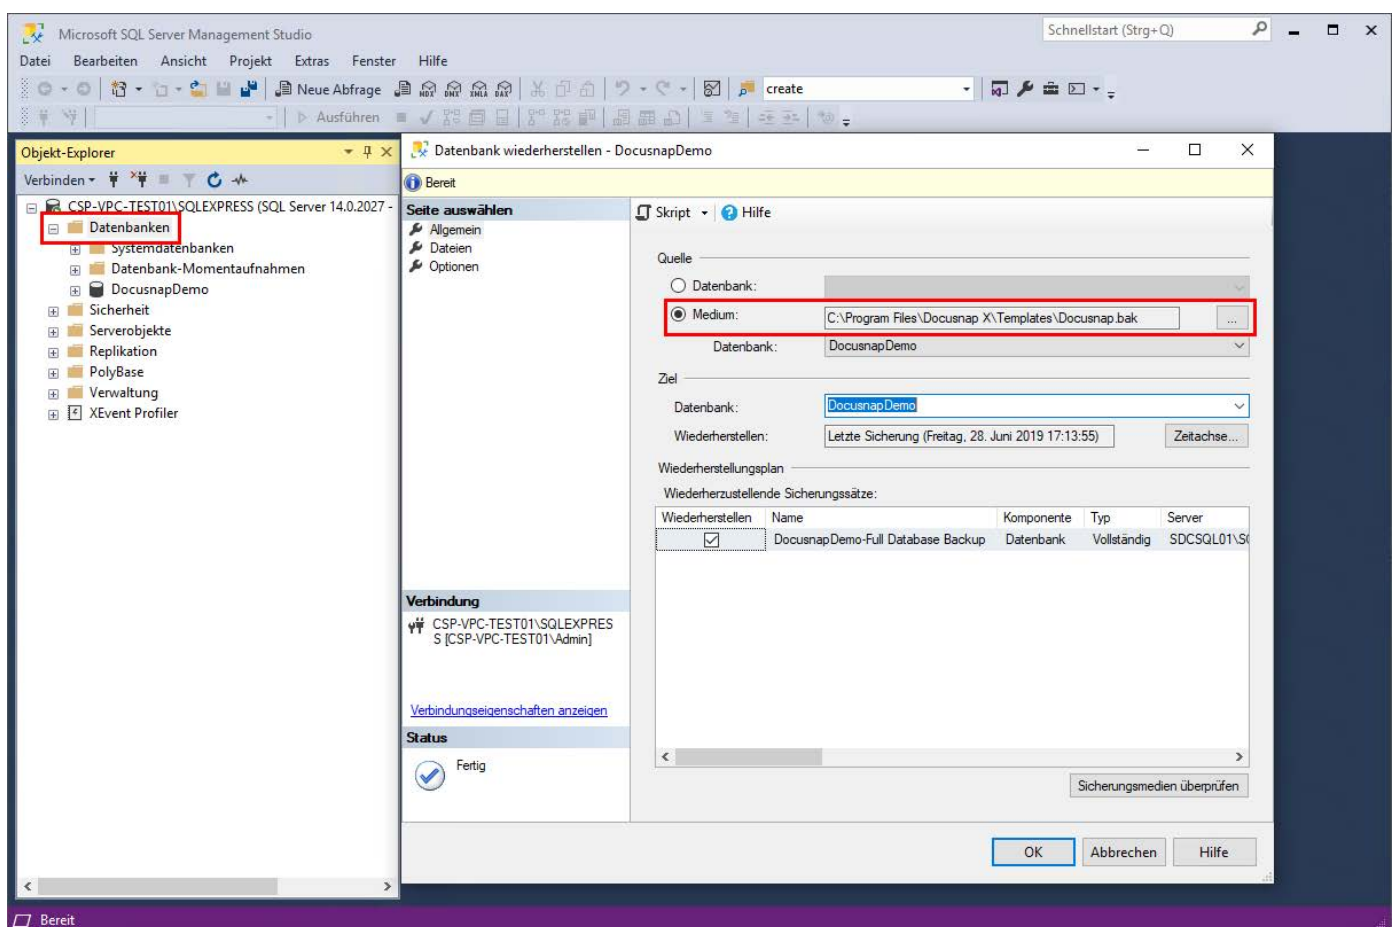 Microsoft SQL Server Management Studio
Schnellstart (Strg+Q)
Datei Bearbeiten Ansicht Projekt Extras Fenster Hilfe
Neue Abfrage MDX DMX XMLA DAX create
Ausführen
Objekt-Explorer
Verbinden
CSP-VPC-TEST01\SQLEXPRESS (SQL Server 14.0.2027 -
Datenbanken
Systemdatenbanken
Datenbank-Momentaufnahmen
DocusnapDemo
Sicherheit
Serverobjekte
Replikation
PolyBase
Verwaltung
XEvent Profiler
Datenbank wiederherstellen - DocusnapDemo
Bereit
Seite auswählen
Allgemein
Dateien
Optionen
Verbindung
CSP-VPC-TEST01\SQLEXPRES
S [CSP-VPC-TEST01\Admin]
Verbindungseigenschaften anzeigen
Status
Fertig
Skript Hilfe
Quelle
Datenbank:
Medium: C:\Program Files\Docusnap X\Templates\Docusnap.bak ...
Datenbank: DocusnapDemo
Ziel
Datenbank: DocusnapDemo
Wiederherstellen: Letzte Sicherung (Freitag, 28. Juni 2019 17:13:55) Zeitachse...
Wiederherstellungsplan
Wiederherzustellende Sicherungssätze:
Wiederherstellen Name Komponente Typ Server
DocusnapDemo-Full Database Backup Datenbank Vollständig SDCSQL01\S
Sicherungsmedien überprüfen
OK Abbrechen Hilfe
Bereit